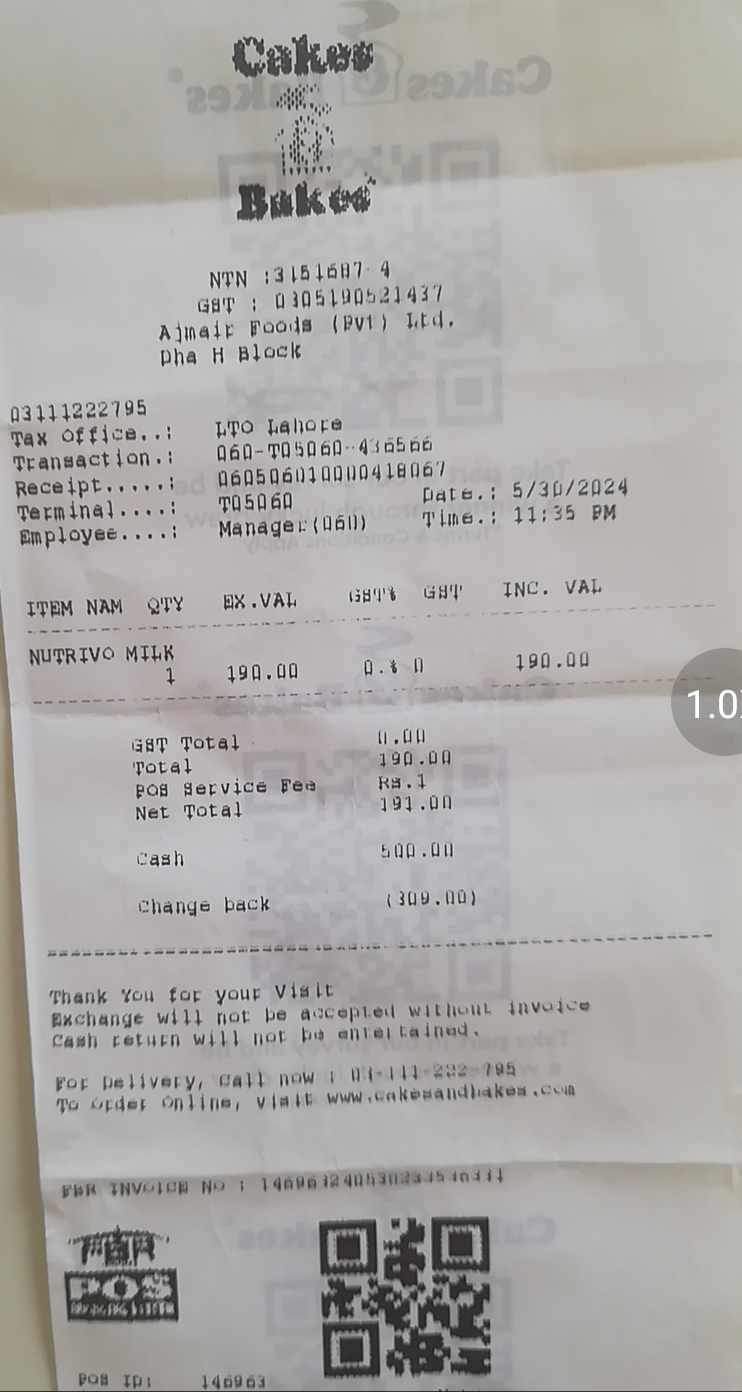 Cakes
Bakes
NTN :3151687-4
GST : 0305190521437
Ajmair Foods (Pvt) Ltd.
Dha H Block
03111222795
Tax Office..: LTO Lahore
Transaction.: 060-T05060-436566
Receipt.....: 0605060100004 18067
Terminal....: T05060 Date.: 5/30/2024
Employee....: Manager(060) Time.: 11:35 PM
ITEM NAM QTY EX.VAL GST% GST INC. VAL
NUTRIVO MILK
1 190.00 0.% 0 190.00
GST Total 0.00
Total 190.00
POS Service Fee Rs.1
Net Total 191.00
Cash 500.00
Change back (309.00)
Thank You for your Visit
Exchange will not be accepted without invoice
Cash return will not be entertained.
For Delivery, Call now : 03-111-222-795
To Order Online, Visit www.cakesandbakes.com
FBR INVOICE No :
FBR
POS
POS ID: 146963
1.0